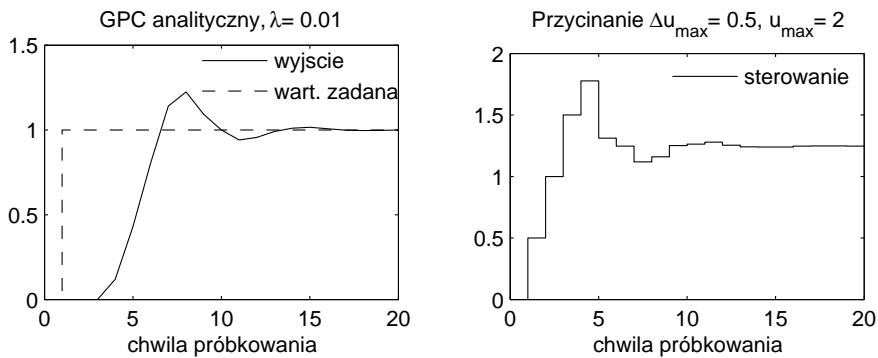 GPC analityczny, λ= 0.01
1.5
1
0.5
0
0 5 10 15 20
wyjscie
wart. zadana
chwila próbkowania
Przycinanie Δu_max= 0.5, u_max= 2
2
1.5
1
0.5
0
0 5 10 15 20
sterowanie
chwila próbkowania